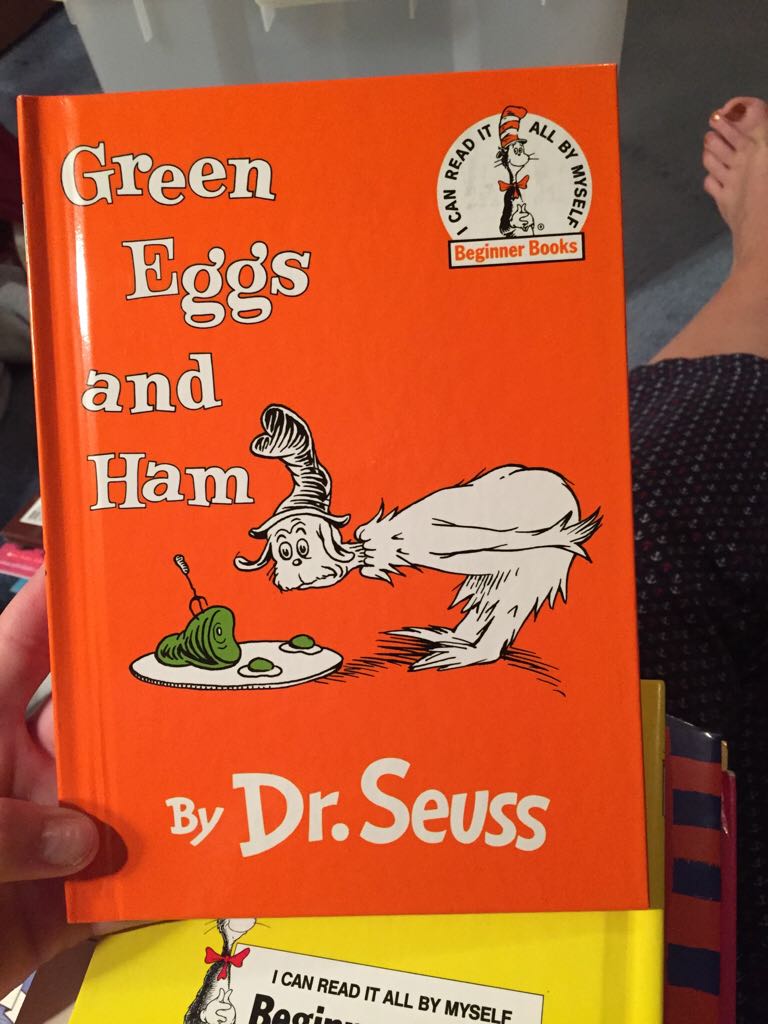 Green
Eggs
and
Ham
I CAN READ IT ALL BY MYSELF
Beginner Books
By Dr. Seuss
I CAN READ IT ALL BY MYSELF